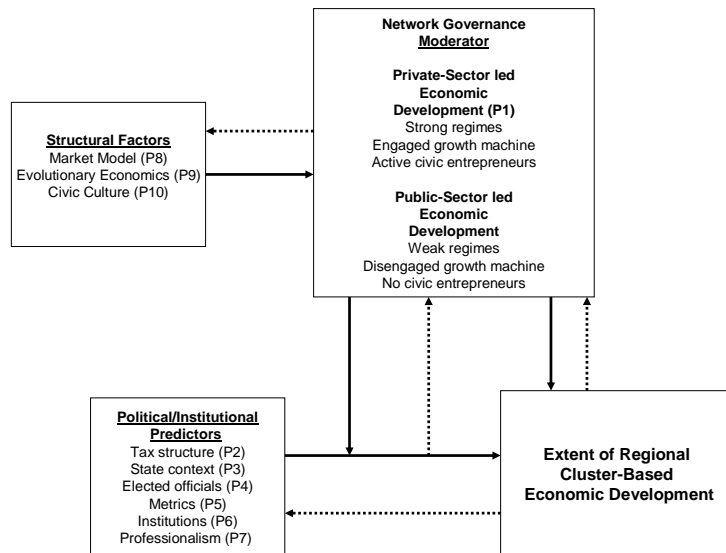 Network Governance
Moderator
Private-Sector led
Economic
Development (P1)
Strong regimes
Engaged growth machine
Active civic entrepreneurs
Public-Sector led
Economic
Development
Weak regimes
Disengaged growth machine
No civic entrepreneurs
Structural Factors
Market Model (P8)
Evolutionary Economics (P9)
Civic Culture (P10)
Political/Institutional
Predictors
Tax structure (P2)
State context (P3)
Elected officials (P4)
Metrics (P5)
Institutions (P6)
Professionalism (P7)
Extent of Regional
Cluster-Based
Economic Development